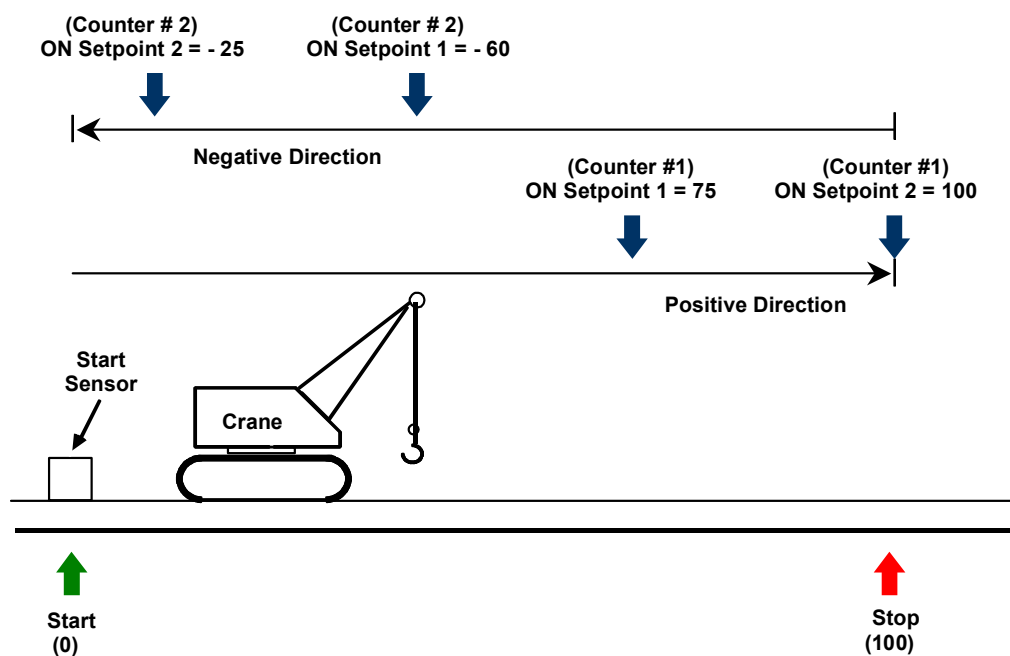 (Counter # 2)
ON Setpoint 2 = - 25
(Counter # 2)
ON Setpoint 1 = - 60
Negative Direction
(Counter #1)
ON Setpoint 1 = 75
(Counter #1)
ON Setpoint 2 = 100
Positive Direction
Start
Sensor
Crane
Start
(0)
Stop
(100)